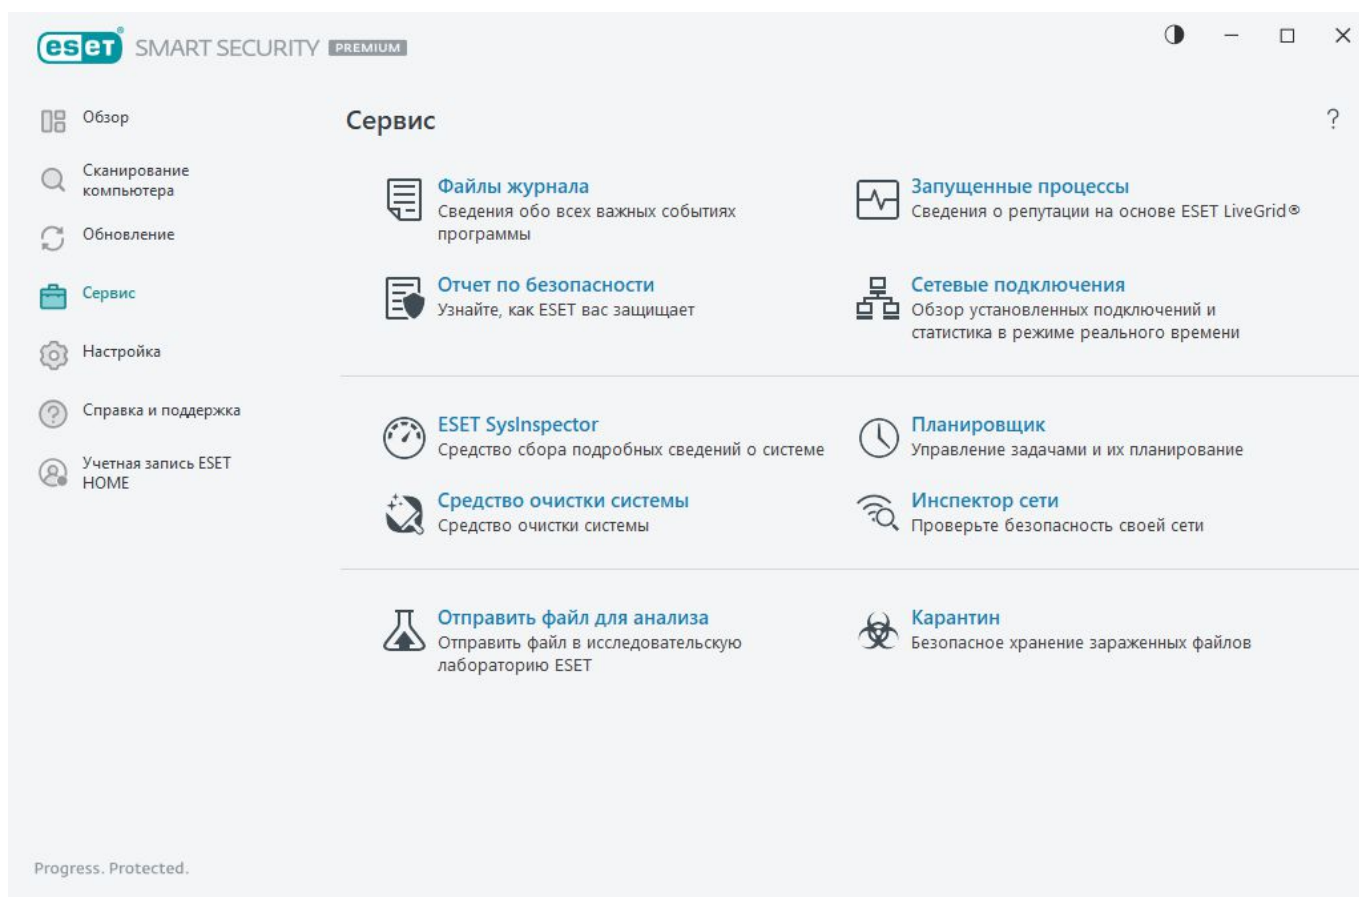 eset SMART SECURITY PREMIUM
Обзор
Сканирование
компьютера
Обновление
Сервис
Настройка
Справка и поддержка
Учетная запись ESET
HOME
Сервис
?
Файлы журнала
Сведения обо всех важных событиях
программы
Запущенные процессы
Сведения о репутации на основе ESET LiveGrid®
Отчет по безопасности
Узнайте, как ESET вас защищает
Сетевые подключения
Обзор установленных подключений и
статистика в режиме реального времени
ESET SysInspector
Средство сбора подробных сведений о системе
Планировщик
Управление задачами и их планирование
Средство очистки системы
Средство очистки системы
Инспектор сети
Проверьте безопасность своей сети
Отправить файл для анализа
Отправить файл в исследовательскую
лабораторию ESET
Карантин
Безопасное хранение зараженных файлов
Progress. Protected.